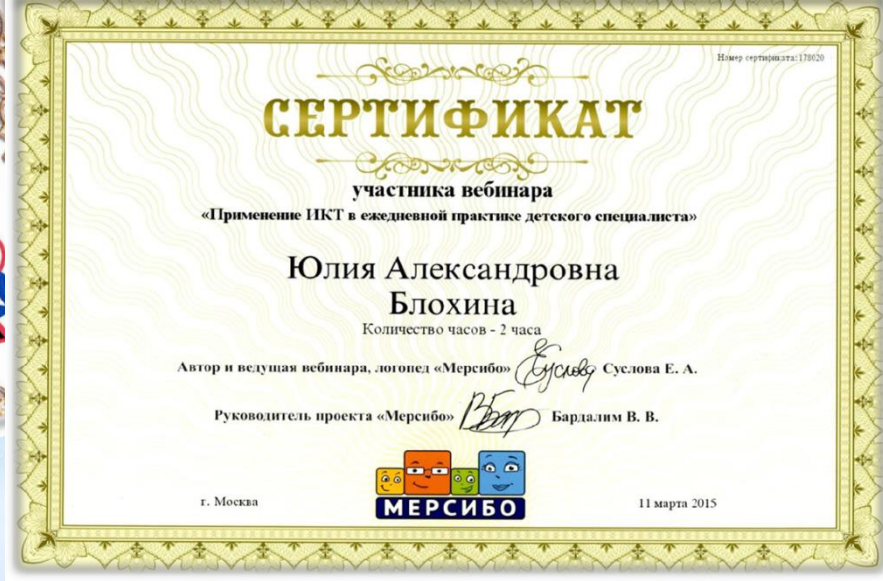 Номер сертификата: 178020
СЕРТИФИКАТ
участника вебинара
«Применение ИКТ в ежедневной практике детского специалиста»
Юлия Александровна
Блохина
Количество часов - 2 часа
Автор и ведущая вебинара, логопед «Мерсибо» Суслова Е. А.
Руководитель проекта «Мерсибо» Бардалим В. В.
МЕРСИБО
г. Москва 11 марта 2015